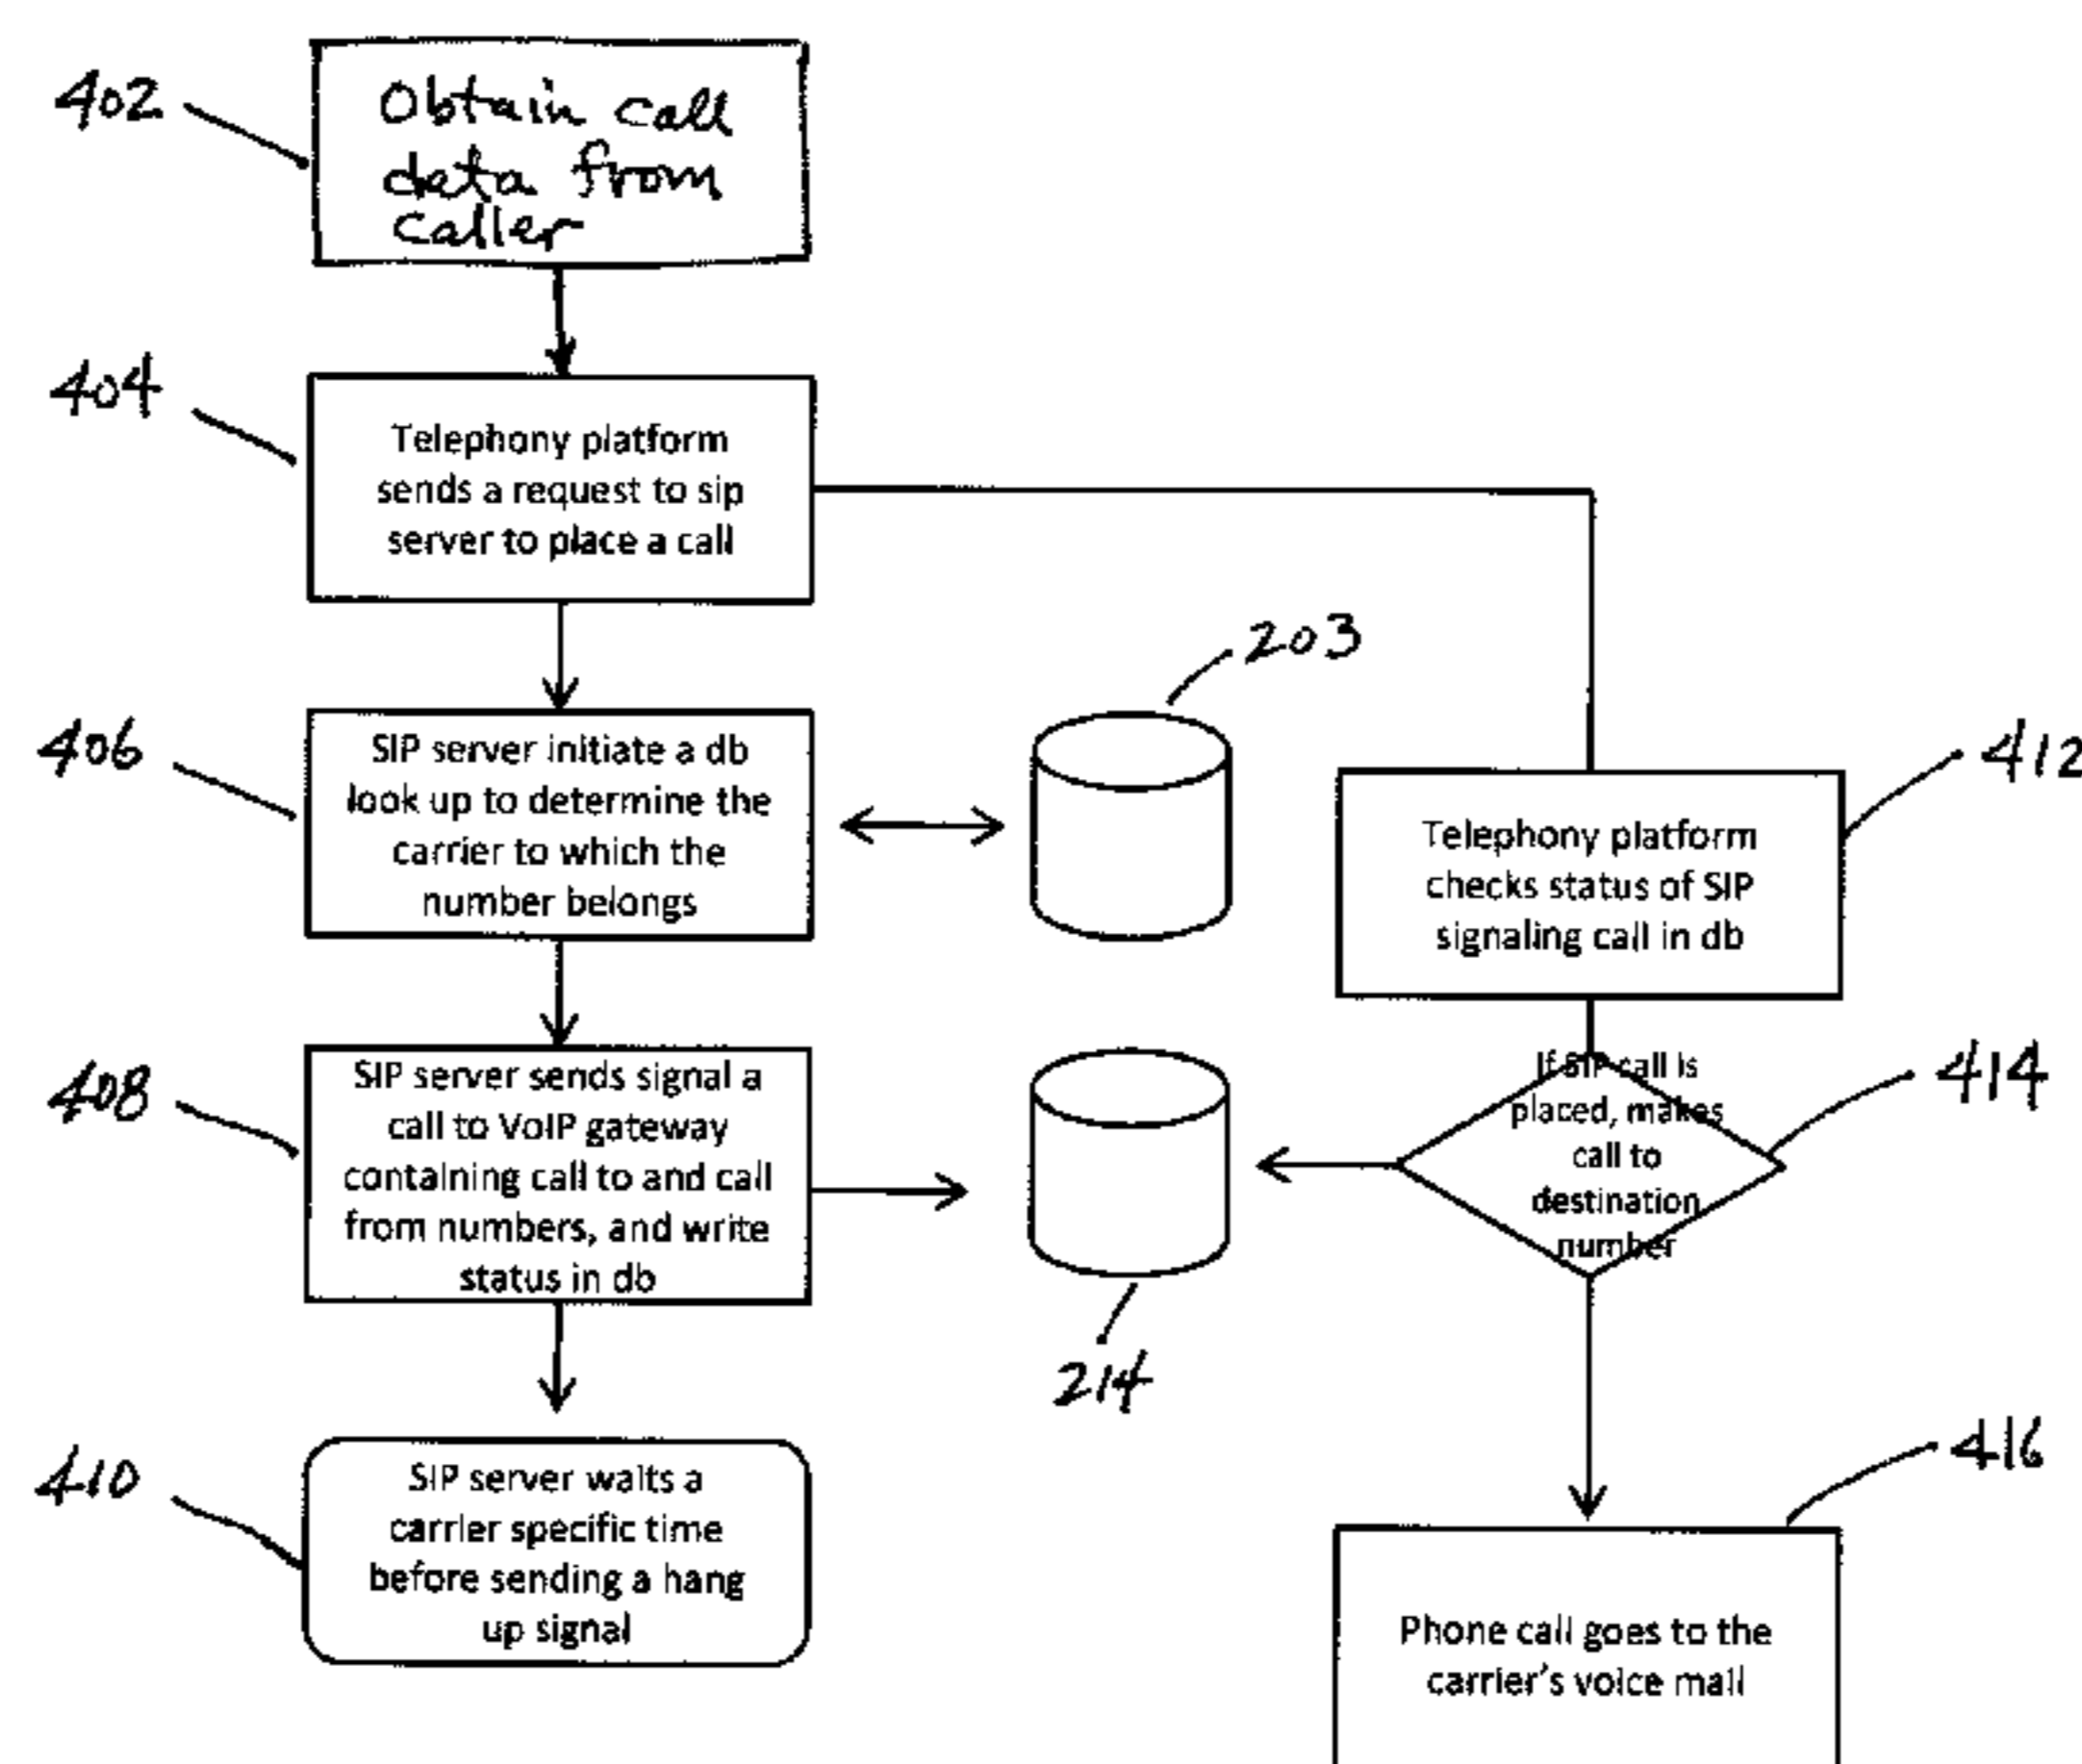 402
Obtain call
data from
caller
404
Telephony platform
sends a request to sip
server to place a call
203
406
SIP server initiate a db
look up to determine the
carrier to which the
number belongs
412
Telephony platform
checks status of SIP
signaling call in db
408
SIP server sends signal a
call to VoIP gateway
containing call to and call
from numbers, and write
status in db
214
If SIP call is
placed, makes
call to
destination
number
414
410
SIP server waits a
carrier specific time
before sending a hang
up signal
416
Phone call goes to the
carrier's voice mail